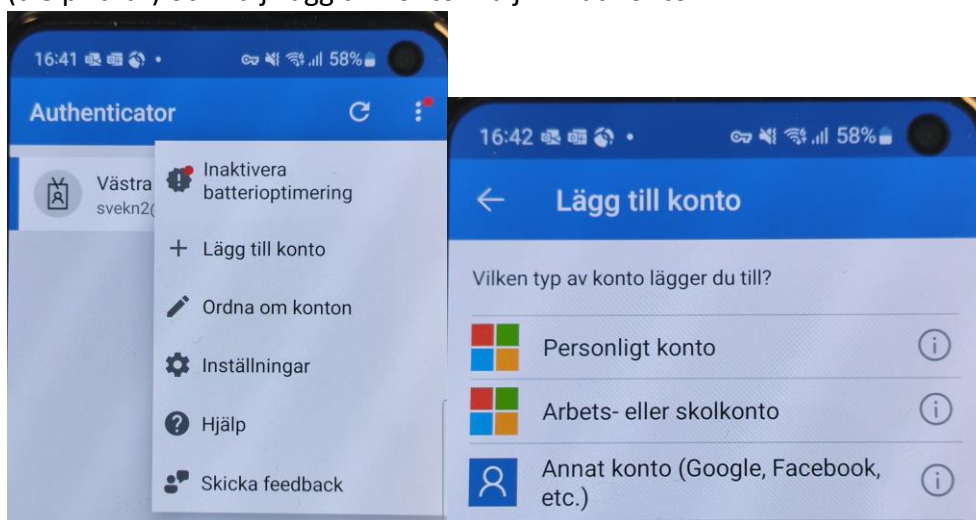 16:41
58%
Authenticator
Västra
svekn2@
Inaktivera
batterioptimering
Lägg till konto
Ordna om konton
Inställningar
Hjälp
Skicka feedback
16:42
58%
Lägg till konto
Vilken typ av konto lägger du till?
Personligt konto
Arbets- eller skolkonto
Annat konto (Google, Facebook,
etc.)